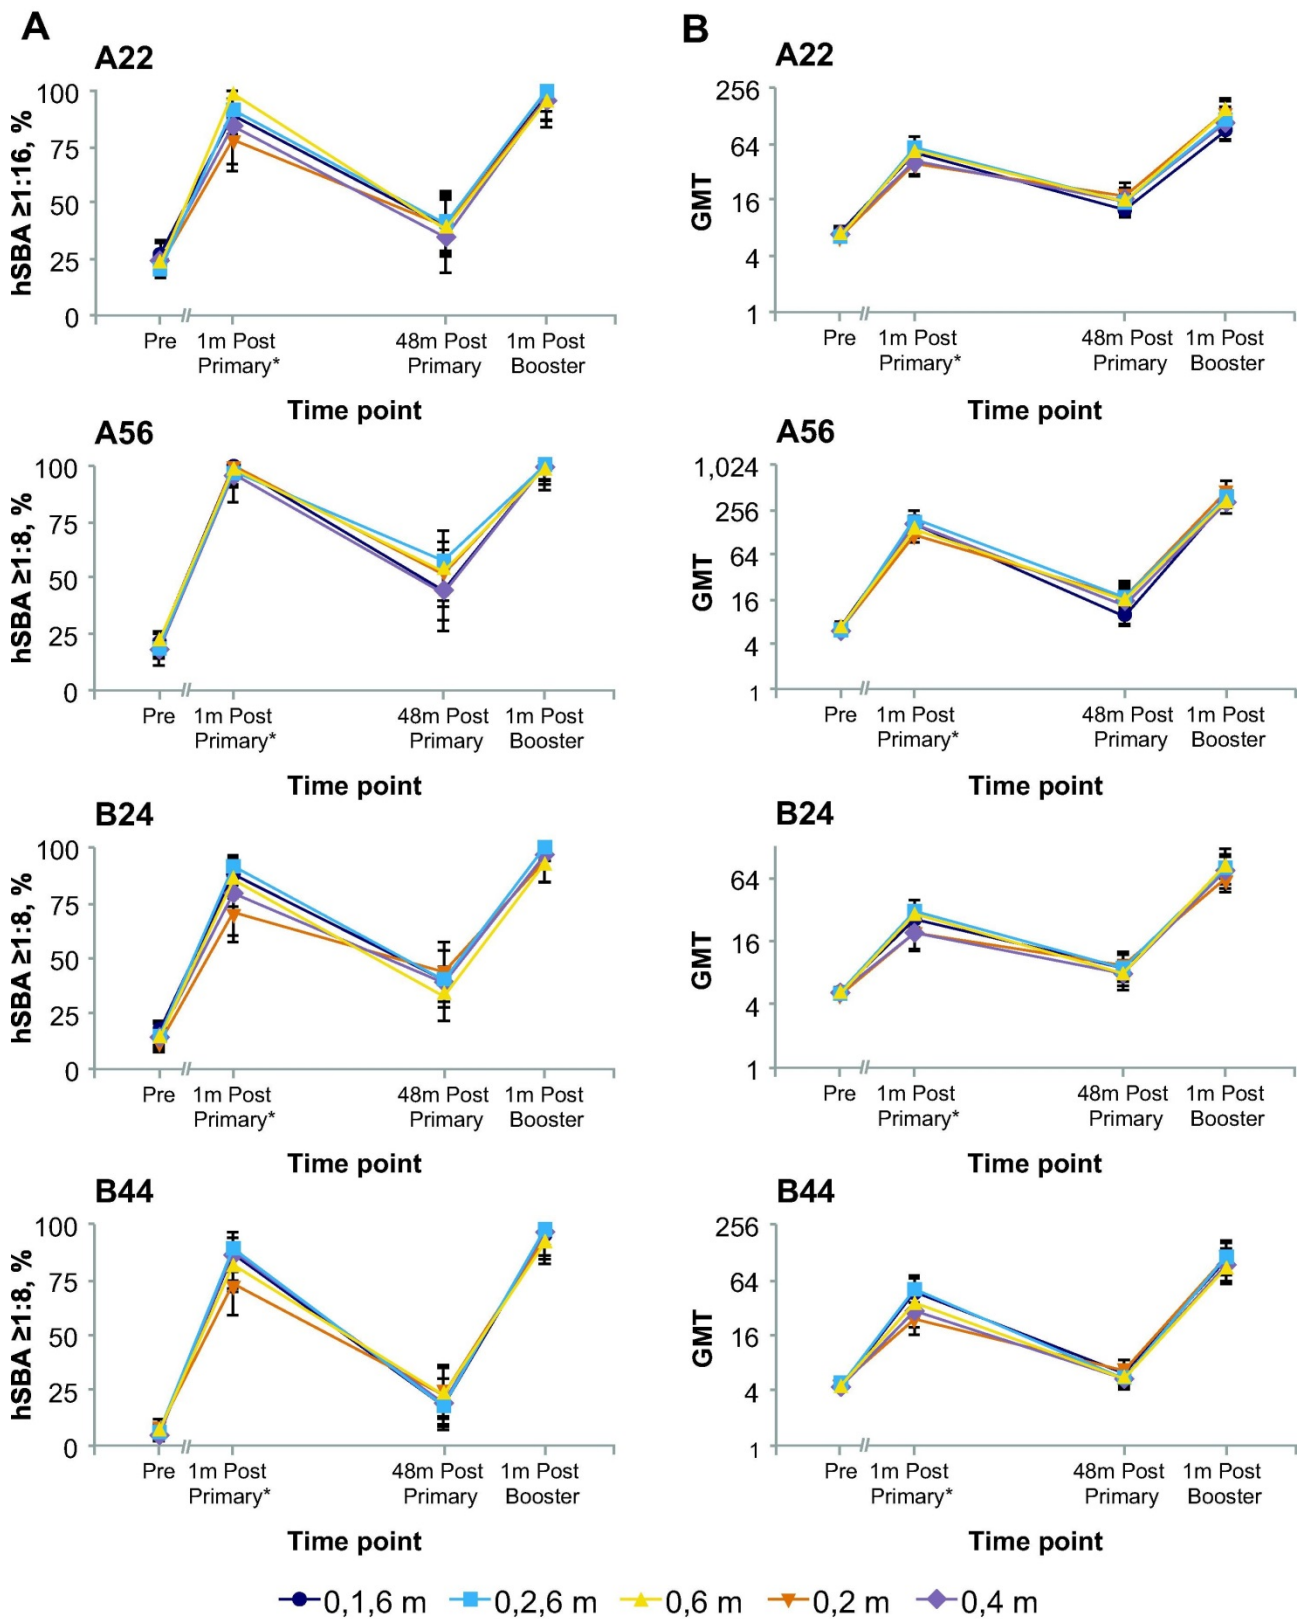 A
A22
hSBA ≥1:16, %
100
75
50
25
0
Pre
1m Post
Primary*
48m Post
Primary
1m Post
Booster
Time point
A56
hSBA ≥1:8, %
100
75
50
25
0
Pre
1m Post
Primary*
48m Post
Primary
1m Post
Booster
Time point
B24
hSBA ≥1:8, %
100
75
50
25
0
Pre
1m Post
Primary*
48m Post
Primary
1m Post
Booster
Time point
B44
hSBA ≥1:8, %
100
75
50
25
0
Pre
1m Post
Primary*
48m Post
Primary
1m Post
Booster
Time point
B
A22
GMT
256
64
16
4
1
Pre
1m Post
Primary*
48m Post
Primary
1m Post
Booster
Time point
A56
GMT
1,024
256
64
16
4
1
Pre
1m Post
Primary*
48m Post
Primary
1m Post
Booster
Time point
B24
GMT
64
16
4
1
Pre
1m Post
Primary*
48m Post
Primary
1m Post
Booster
Time point
B44
GMT
256
64
16
4
1
Pre
1m Post
Primary*
48m Post
Primary
1m Post
Booster
Time point
0,1,6 m
0,2,6 m
0,6 m
0,2 m
0,4 m